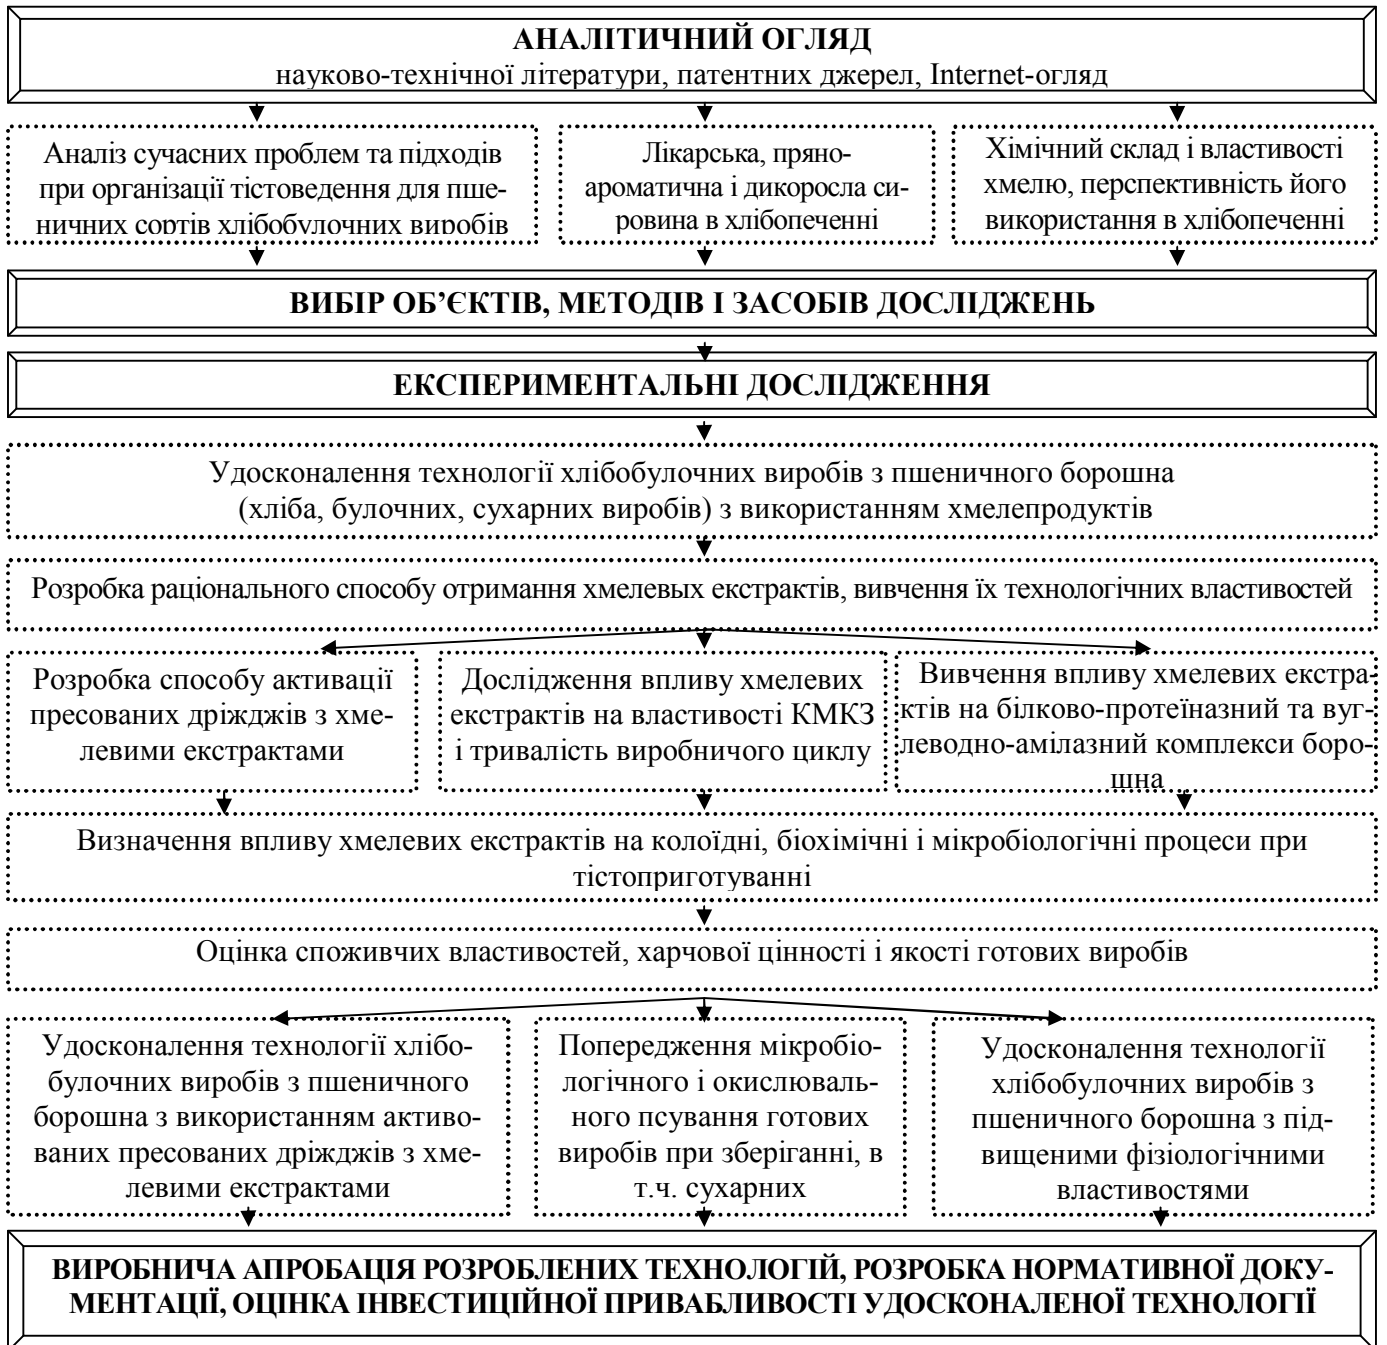 АНАЛІТИЧНИЙ ОГЛЯД
науково-технічної літератури, патентних джерел, Internet-огляд
Аналіз сучасних проблем та підходів
при організації тістоведення для пше-
ничних сортів хлібобулочних виробів
Лікарська, пряно-
ароматична і дикоросла си-
ровина в хлібопеченні
Хімічний склад і властивості
хмелю, перспективність його
використання в хлібопеченні
ВИБІР ОБ’ЄКТІВ, МЕТОДІВ І ЗАСОБІВ ДОСЛІДЖЕНЬ
ЕКСПЕРИМЕНТАЛЬНІ ДОСЛІДЖЕННЯ
Удосконалення технології хлібобулочних виробів з пшеничного борошна
(хліба, булочних, сухарних виробів) з використанням хмелепродуктів
Розробка раціонального способу отримання хмелевых екстрактів, вивчення їх технологічних властивостей
Розробка способу активації
пресованих дріжджів з хме-
левими екстрактами
Дослідження впливу хмелевих
екстрактів на властивості КМКЗ
і тривалість виробничого циклу
Вивчення впливу хмелевих екстра-
ктів на білково-протеїназний та вуг-
леводно-амілазний комплекси боро-
шна
Визначення впливу хмелевих екстрактів на колоїдні, біохімічні і мікробіологічні процеси при
тістоприготуванні
Оцінка споживчих властивостей, харчової цінності і якості готових виробів
Удосконалення технології хлібо-
булочних виробів з пшеничного
борошна з використанням активо-
ваних пресованих дріжджів з хме-
левими екстрактами
Попередження мікробіо-
логічного і окислюваль-
ного псування готових
виробів при зберіганні, в
т.ч. сухарних
Удосконалення технології
хлібобулочних виробів з
пшеничного борошна з під-
вищеними фізіологічними
властивостями
ВИРОБНИЧА АПРОБАЦІЯ РОЗРОБЛЕНИХ ТЕХНОЛОГІЙ, РОЗРОБКА НОРМАТИВНОЇ ДОКУ-
МЕНТАЦІЇ, ОЦІНКА ІНВЕСТИЦІЙНОЇ ПРИВАБЛИВОСТІ УДОСКОНАЛЕНОЇ ТЕХНОЛОГІЇ